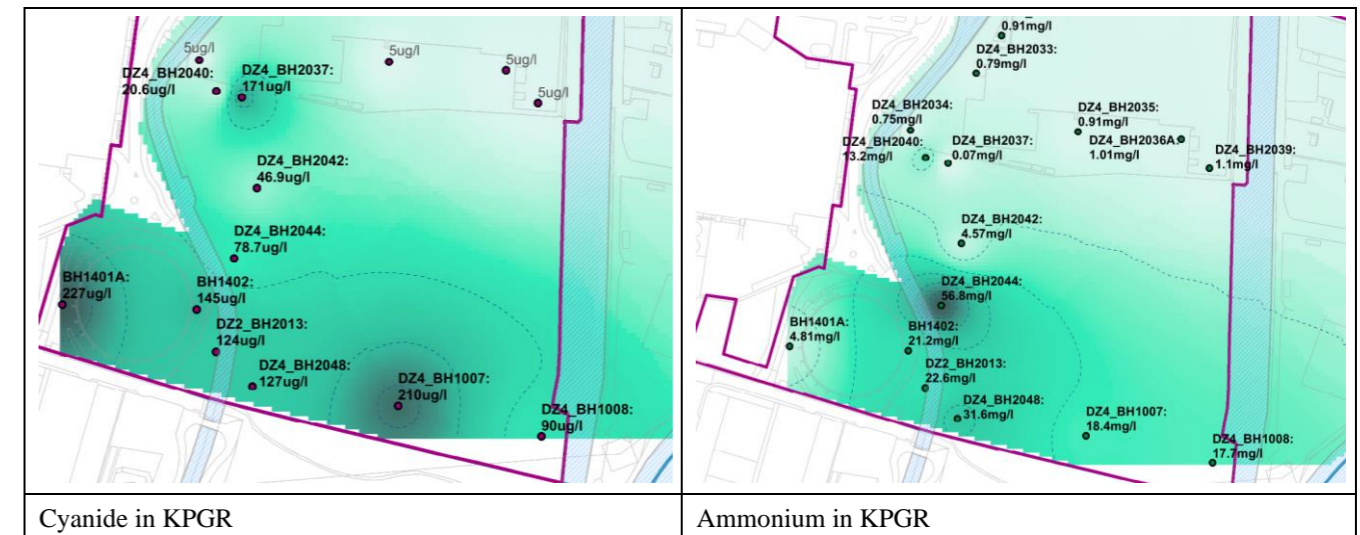 5ug/l
5ug/l
5ug/l
5ug/l
DZ4_BH2040:
20.6ug/l
DZ4_BH2037:
171ug/l
DZ4_BH2042:
46.9ug/l
DZ4_BH2044:
78.7ug/l
BH1401A:
227ug/l
BH1402:
145ug/l
DZ2_BH2013:
124ug/l
DZ4_BH2048:
127ug/l
DZ4_BH1007:
210ug/l
DZ4_BH1008:
90ug/l
Cyanide in KPGR
0.91mg/l
DZ4_BH2033:
0.79mg/l
DZ4_BH2034:
0.75mg/l
DZ4_BH2040:
13.2mg/l
DZ4_BH2037:
0.07mg/l
DZ4_BH2035:
0.91mg/l
DZ4_BH2036A:
1.01mg/l
DZ4_BH2039:
1.1mg/l
DZ4_BH2042:
4.57mg/l
DZ4_BH2044:
56.8mg/l
BH1401A:
4.81mg/l
BH1402:
21.2mg/l
DZ2_BH2013:
22.6mg/l
DZ4_BH2048:
31.6mg/l
DZ4_BH1007:
18.4mg/l
DZ4_BH1008:
17.7mg/l
Ammonium in KPGR